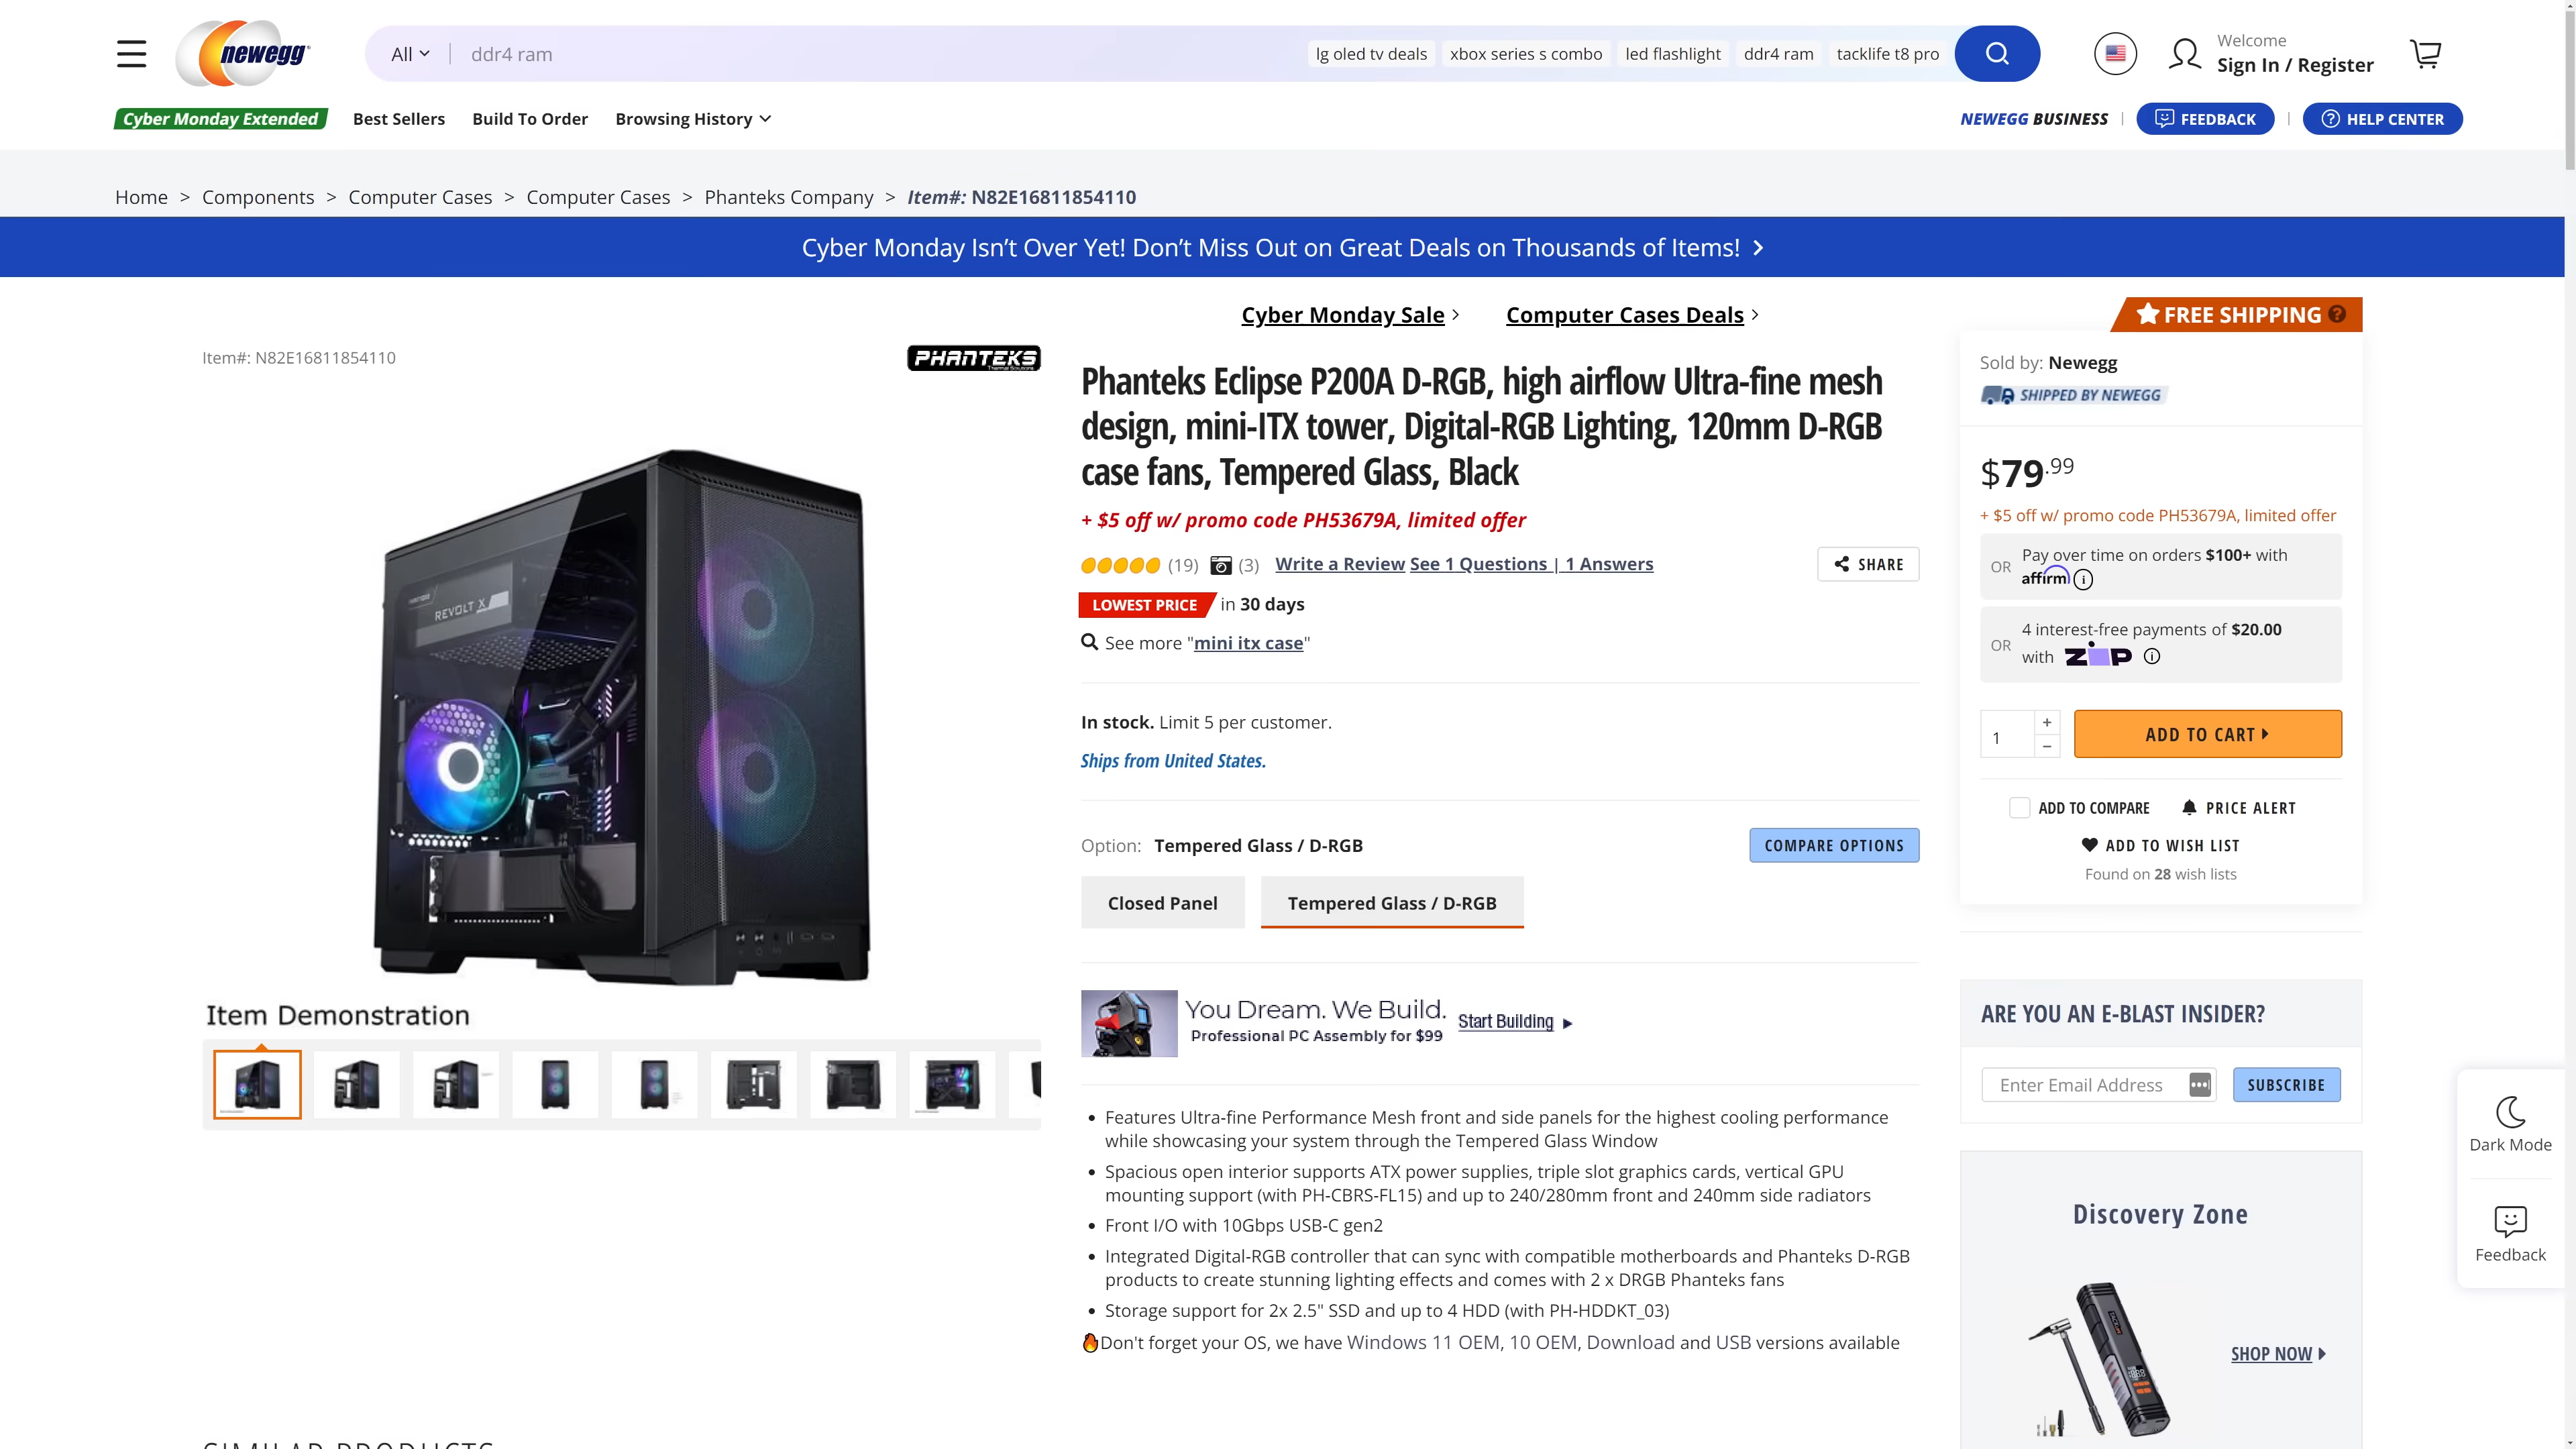 newegg
All
ddr4 ram
lg oled tv deals
xbox series s combo
led flashlight
ddr4 ram
tacklife t8 pro
Welcome
Sign In / Register
Cyber Monday Extended
Best Sellers
Build To Order
Browsing History
NEWEGG BUSINESS
FEEDBACK
HELP CENTER
Home > Components > Computer Cases > Computer Cases > Phanteks Company > Item#: N82E16811854110
Cyber Monday Isn’t Over Yet! Don’t Miss Out on Great Deals on Thousands of Items!
Cyber Monday Sale
Computer Cases Deals
FREE SHIPPING
Item#: N82E16811854110
PHANTEKS
Thermal Solutions
REVOLT X
Item Demonstration
Phanteks Eclipse P200A D-RGB, high airflow Ultra-fine mesh
design, mini-ITX tower, Digital-RGB Lighting, 120mm D-RGB
case fans, Tempered Glass, Black
+ $5 off w/ promo code PH53679A, limited offer
(19)
(3)
Write a Review See 1 Questions | 1 Answers
SHARE
LOWEST PRICE in 30 days
See more "mini itx case"
In stock. Limit 5 per customer.
Ships from United States.
Option: Tempered Glass / D-RGB
COMPARE OPTIONS
Closed Panel
Tempered Glass / D-RGB
You Dream. We Build.
Professional PC Assembly for $99
Start Building
• Features Ultra-fine Performance Mesh front and side panels for the highest cooling performance
while showcasing your system through the Tempered Glass Window
• Spacious open interior supports ATX power supplies, triple slot graphics cards, vertical GPU
mounting support (with PH-CBRS-FL15) and up to 240/280mm front and 240mm side radiators
• Front I/O with 10Gbps USB-C gen2
• Integrated Digital-RGB controller that can sync with compatible motherboards and Phanteks D-RGB
products to create stunning lighting effects and comes with 2 x DRGB Phanteks fans
• Storage support for 2x 2.5" SSD and up to 4 HDD (with PH-HDDKT_03)
🔥Don't forget your OS, we have Windows 11 OEM, 10 OEM, Download and USB versions available
Sold by: Newegg
SHIPPED BY NEWEGG
$79.99
+ $5 off w/ promo code PH53679A, limited offer
OR
Pay over time on orders $100+ with
affirm
OR
4 interest-free payments of $20.00
with zip
1
+
−
ADD TO CART
ADD TO COMPARE
PRICE ALERT
ADD TO WISH LIST
Found on 28 wish lists
ARE YOU AN E-BLAST INSIDER?
Enter Email Address
SUBSCRIBE
Discovery Zone
SHOP NOW
Dark Mode
Feedback
SIMILAR PRODUCTS